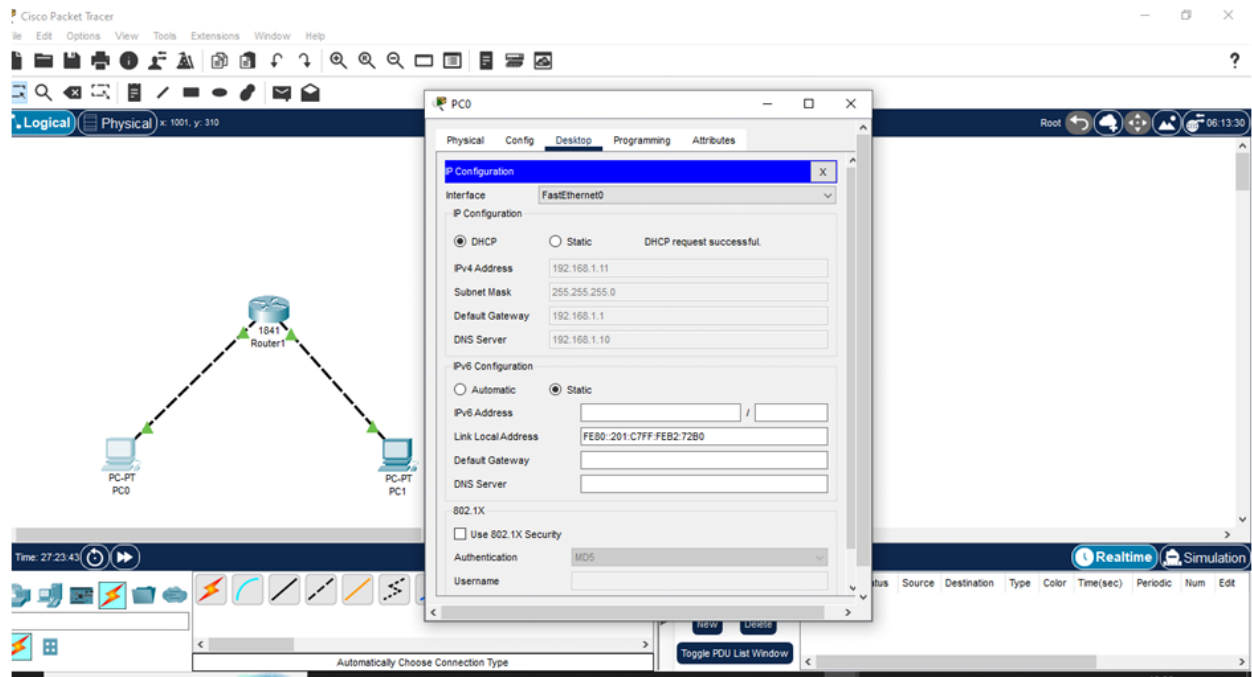 Cisco Packet Tracer
Edit Options View Tools Extensions Window Help
?
Logical Physical x: 1001, y: 310
Root 06:13:30
PC0
Physical Config Desktop Programming Attributes
IP Configuration X
Interface FastEthernet0
IP Configuration
DHCP Static DHCP request successful.
IPv4 Address 192.168.1.11
Subnet Mask 255.255.255.0
Default Gateway 192.168.1.1
DNS Server 192.168.1.10
IPv6 Configuration
Automatic Static
IPv6 Address /
Link Local Address FE80::201:C7FF:FEB2:72B0
Default Gateway
DNS Server
802.1X
Use 802.1X Security
Authentication MD5
Username
1841
Router1
PC-PT
PC0
PC-PT
PC1
Time: 27:23:43
Realtime Simulation
Source Destination Type Color Time(sec) Periodic Num Edit
New Delete
Toggle PDU List Window
Automatically Choose Connection Type